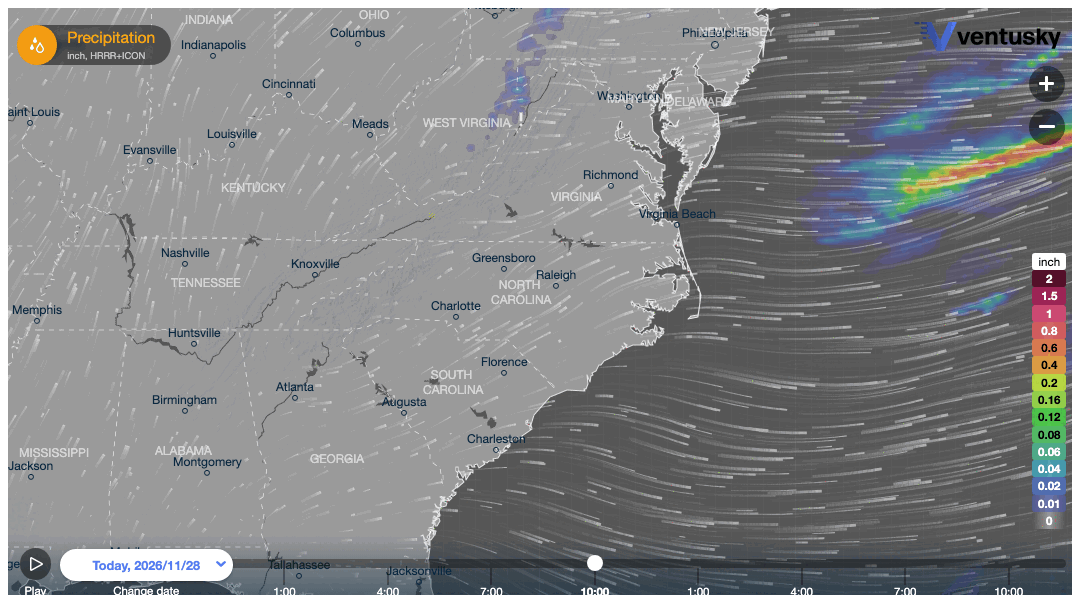 INDIANA
OHIO
Pittsburgh
Precipitation
inch, HRRR+ICON
Indianapolis
Columbus
Philadelphia
NEW JERSEY
ventusky
+
Cincinnati
Washington
MARYLAND
DELAWARE
−
aint Louis
Meads
WEST VIRGINIA
!
Louisville
Evansville
Richmond
KENTUCKY
VIRGINIA
Virginia Beach
Nashville
Knoxville
Greensboro
Raleigh
TENNESSEE
NORTH
CAROLINA
Memphis
Charlotte
Huntsville
Florence
SOUTH
CAROLINA
Atlanta
Birmingham
Augusta
Charleston
MISSISSIPPI
ALABAMA
GEORGIA
Jackson
Montgomery
inch
2
1.5
1
0.8
0.6
0.4
0.2
0.16
0.12
0.08
0.06
0.04
0.02
0.01
0
Today, 2026/11/28
Tallahassee
Jacksonville
Play
Change date
1:00
4:00
7:00
10:00
1:00
4:00
7:00
10:00